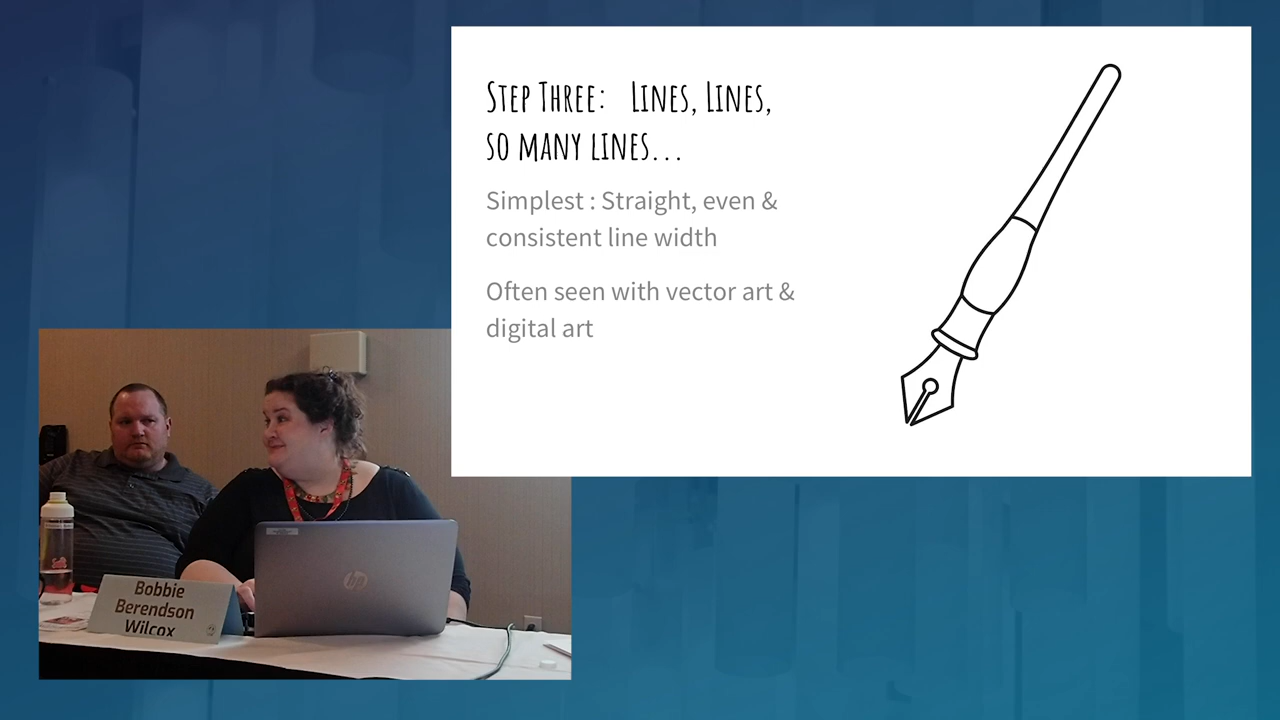 STEP THREE: LINES, LINES,
SO MANY LINES...
Simplest : Straight, even &
consistent line width
Often seen with vector art &
digital art
Bobbie
Berendson
Wilcox
hp